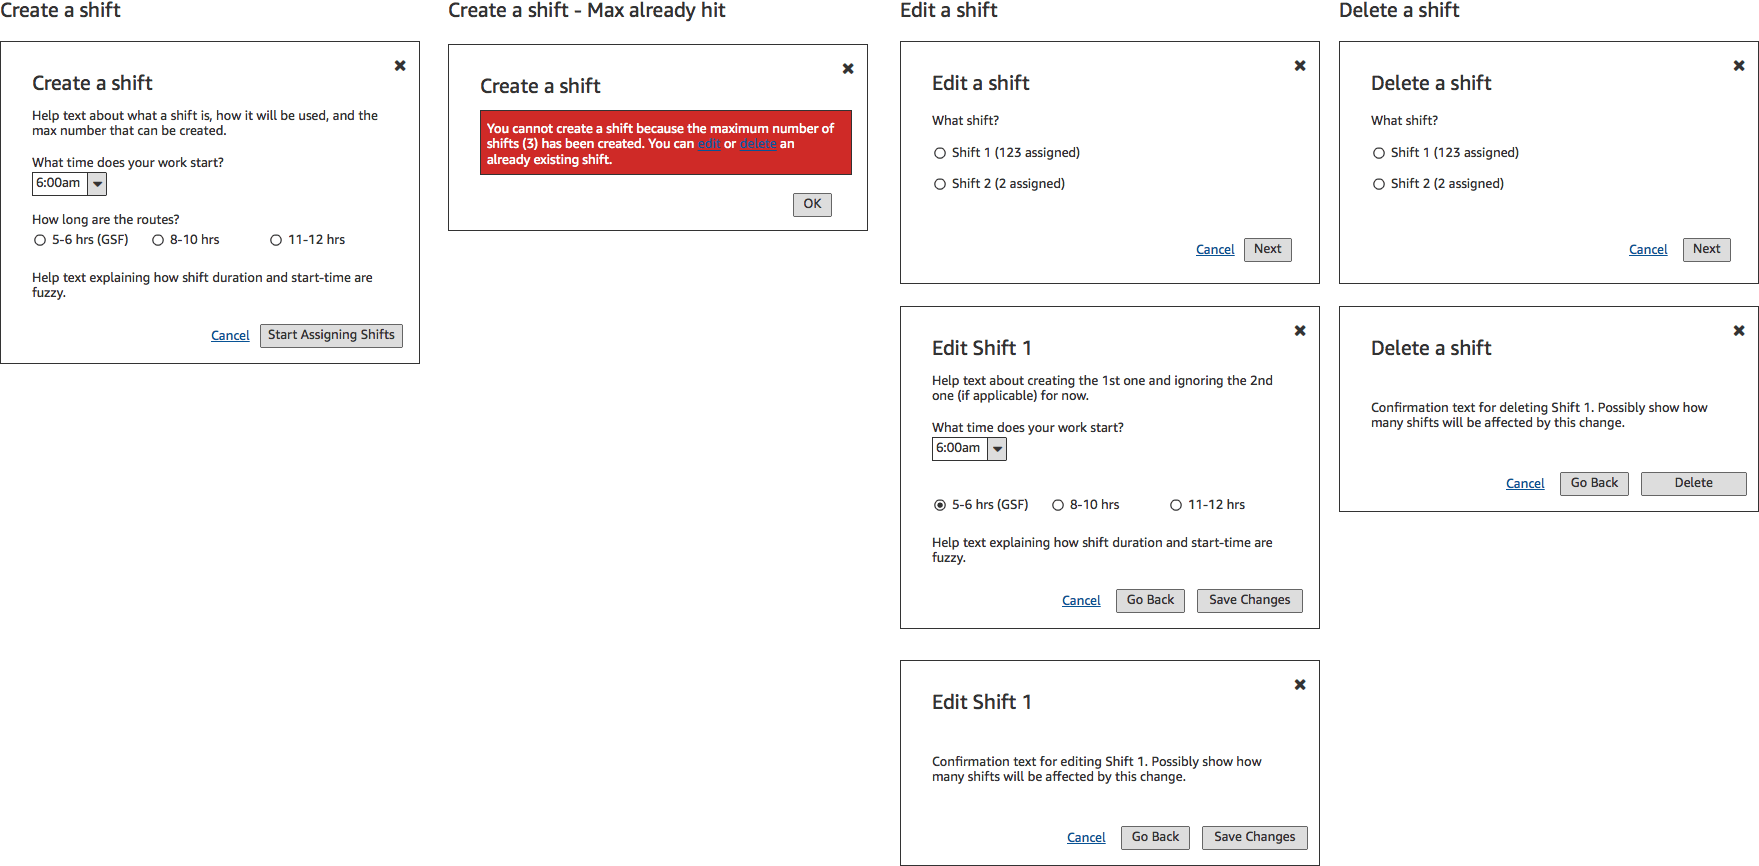 Create a shift
Create a shift
Help text about what a shift is, how it will be used, and the
max number that can be created.
What time does your work start?
6:00am
How long are the routes?
5-6 hrs (GSF) 8-10 hrs 11-12 hrs
Help text explaining how shift duration and start-time are
fuzzy.
Cancel Start Assigning Shifts
Create a shift - Max already hit
Create a shift
You cannot create a shift because the maximum number of
shifts (3) has been created. You can edit or delete an
already existing shift.
OK
Edit a shift
Edit a shift
What shift?
Shift 1 (123 assigned)
Shift 2 (2 assigned)
Cancel Next
Edit Shift 1
Help text about creating the 1st one and ignoring the 2nd
one (if applicable) for now.
What time does your work start?
6:00am
5-6 hrs (GSF) 8-10 hrs 11-12 hrs
Help text explaining how shift duration and start-time are
fuzzy.
Cancel Go Back Save Changes
Edit Shift 1
Confirmation text for editing Shift 1. Possibly show how
many shifts will be affected by this change.
Cancel Go Back Save Changes
Delete a shift
Delete a shift
What shift?
Shift 1 (123 assigned)
Shift 2 (2 assigned)
Cancel Next
Delete a shift
Confirmation text for deleting Shift 1. Possibly show how
many shifts will be affected by this change.
Cancel Go Back Delete